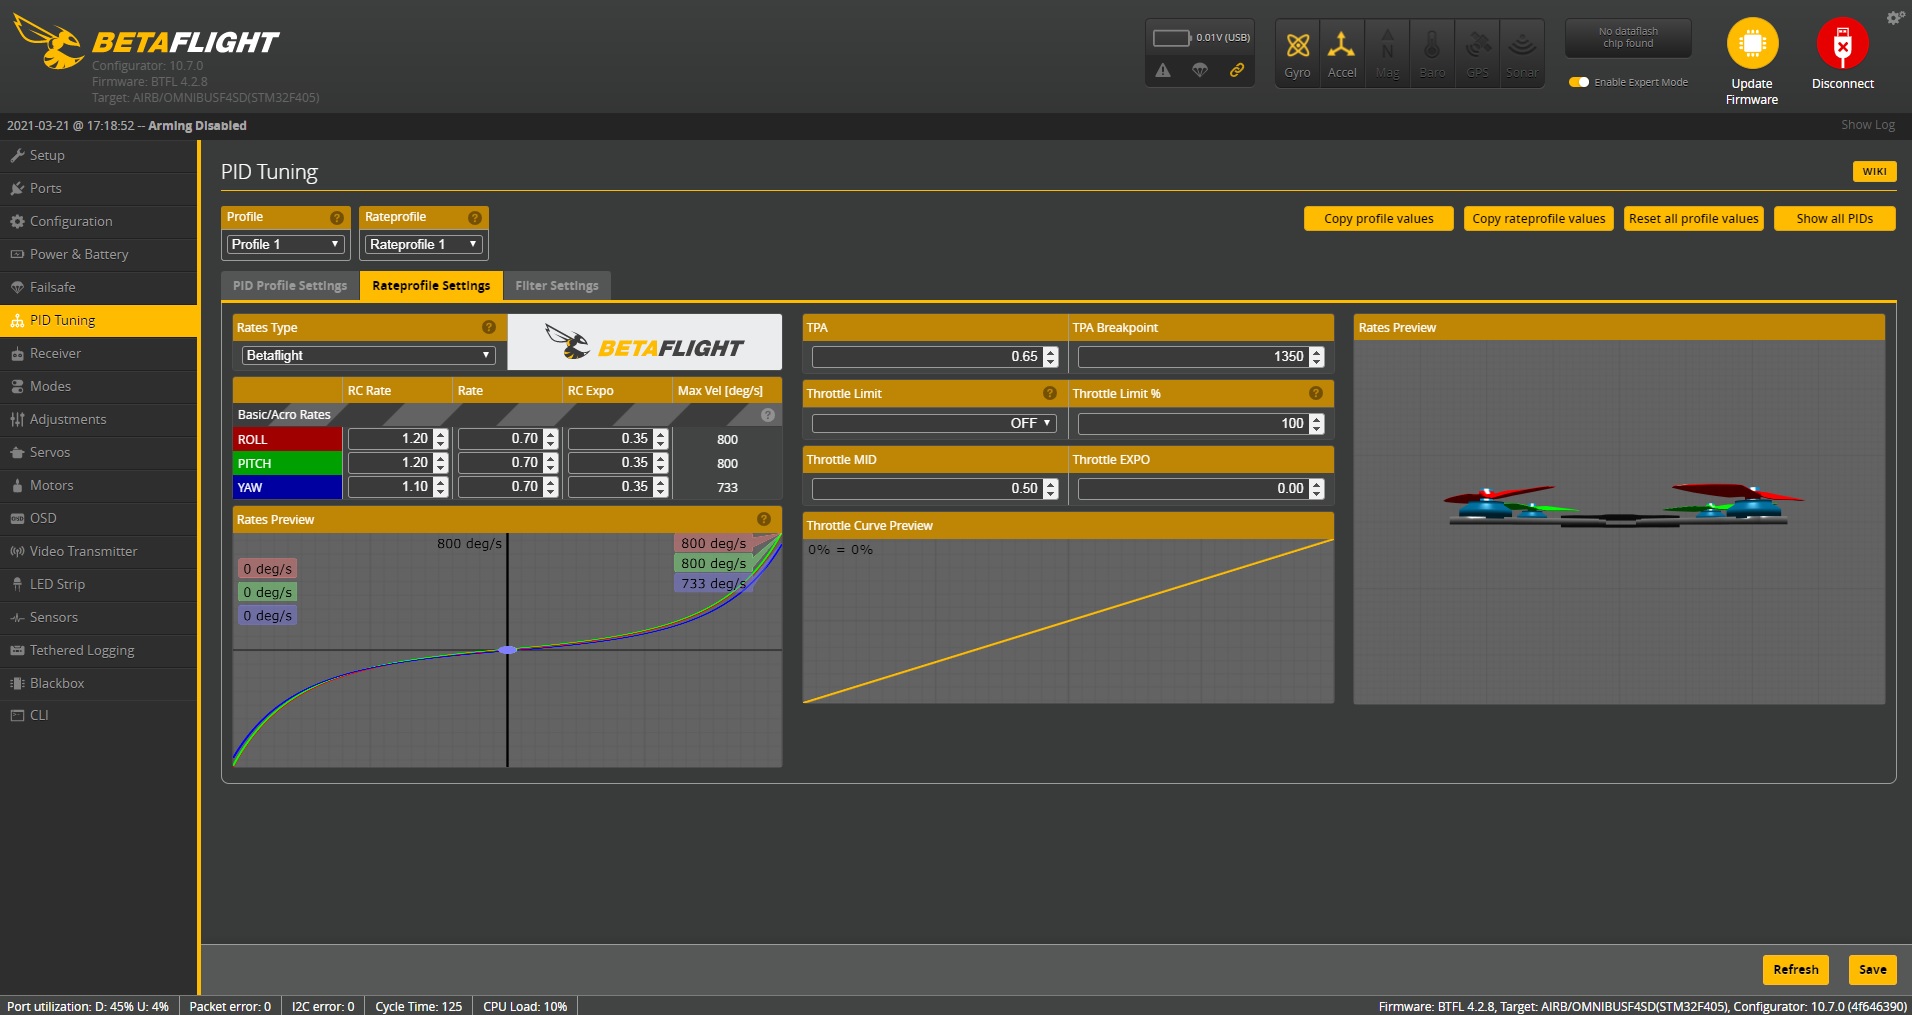 BETAFLIGHT
Configurator: 10.7.0
Firmware: BTFL 4.2.8
Target: AIRB/OMNIBUSF4SD(STM32F405)
0.01V (USB)
Gyro Accel Mag Baro GPS Sonar
No dataflash
chip found
Enable Expert Mode
Update
Firmware
Disconnect
2021-03-21 @ 17:18:52 -- Arming Disabled
Show Log
Setup
Ports
Configuration
Power & Battery
Failsafe
PID Tuning
Receiver
Modes
Adjustments
Servos
Motors
OSD
Video Transmitter
LED Strip
Sensors
Tethered Logging
Blackbox
CLI
PID Tuning
WIKI
Profile
Profile 1
Rateprofile
Rateprofile 1
Copy profile values
Copy rateprofile values
Reset all profile values
Show all PIDs
PID Profile Settings
Rateprofile Settings
Filter Settings
Rates Type
Betaflight
BETAFLIGHT
RC Rate Rate RC Expo Max Vel [deg/s]
Basic/Acro Rates
ROLL 1.20 0.70 0.35 800
PITCH 1.20 0.70 0.35 800
YAW 1.10 0.70 0.35 733
Rates Preview
800 deg/s
0 deg/s
0 deg/s
0 deg/s
800 deg/s
800 deg/s
733 deg/s
TPA
0.65
TPA Breakpoint
1350
Throttle Limit
OFF
Throttle Limit %
100
Throttle MID
0.50
Throttle EXPO
0.00
Throttle Curve Preview
0% = 0%
Rates Preview
Refresh
Save
Port utilization: D: 45% U: 4%
Packet error: 0
I2C error: 0
Cycle Time: 125
CPU Load: 10%
Firmware: BTFL 4.2.8, Target: AIRB/OMNIBUSF4SD(STM32F405), Configurator: 10.7.0 (4f646390)